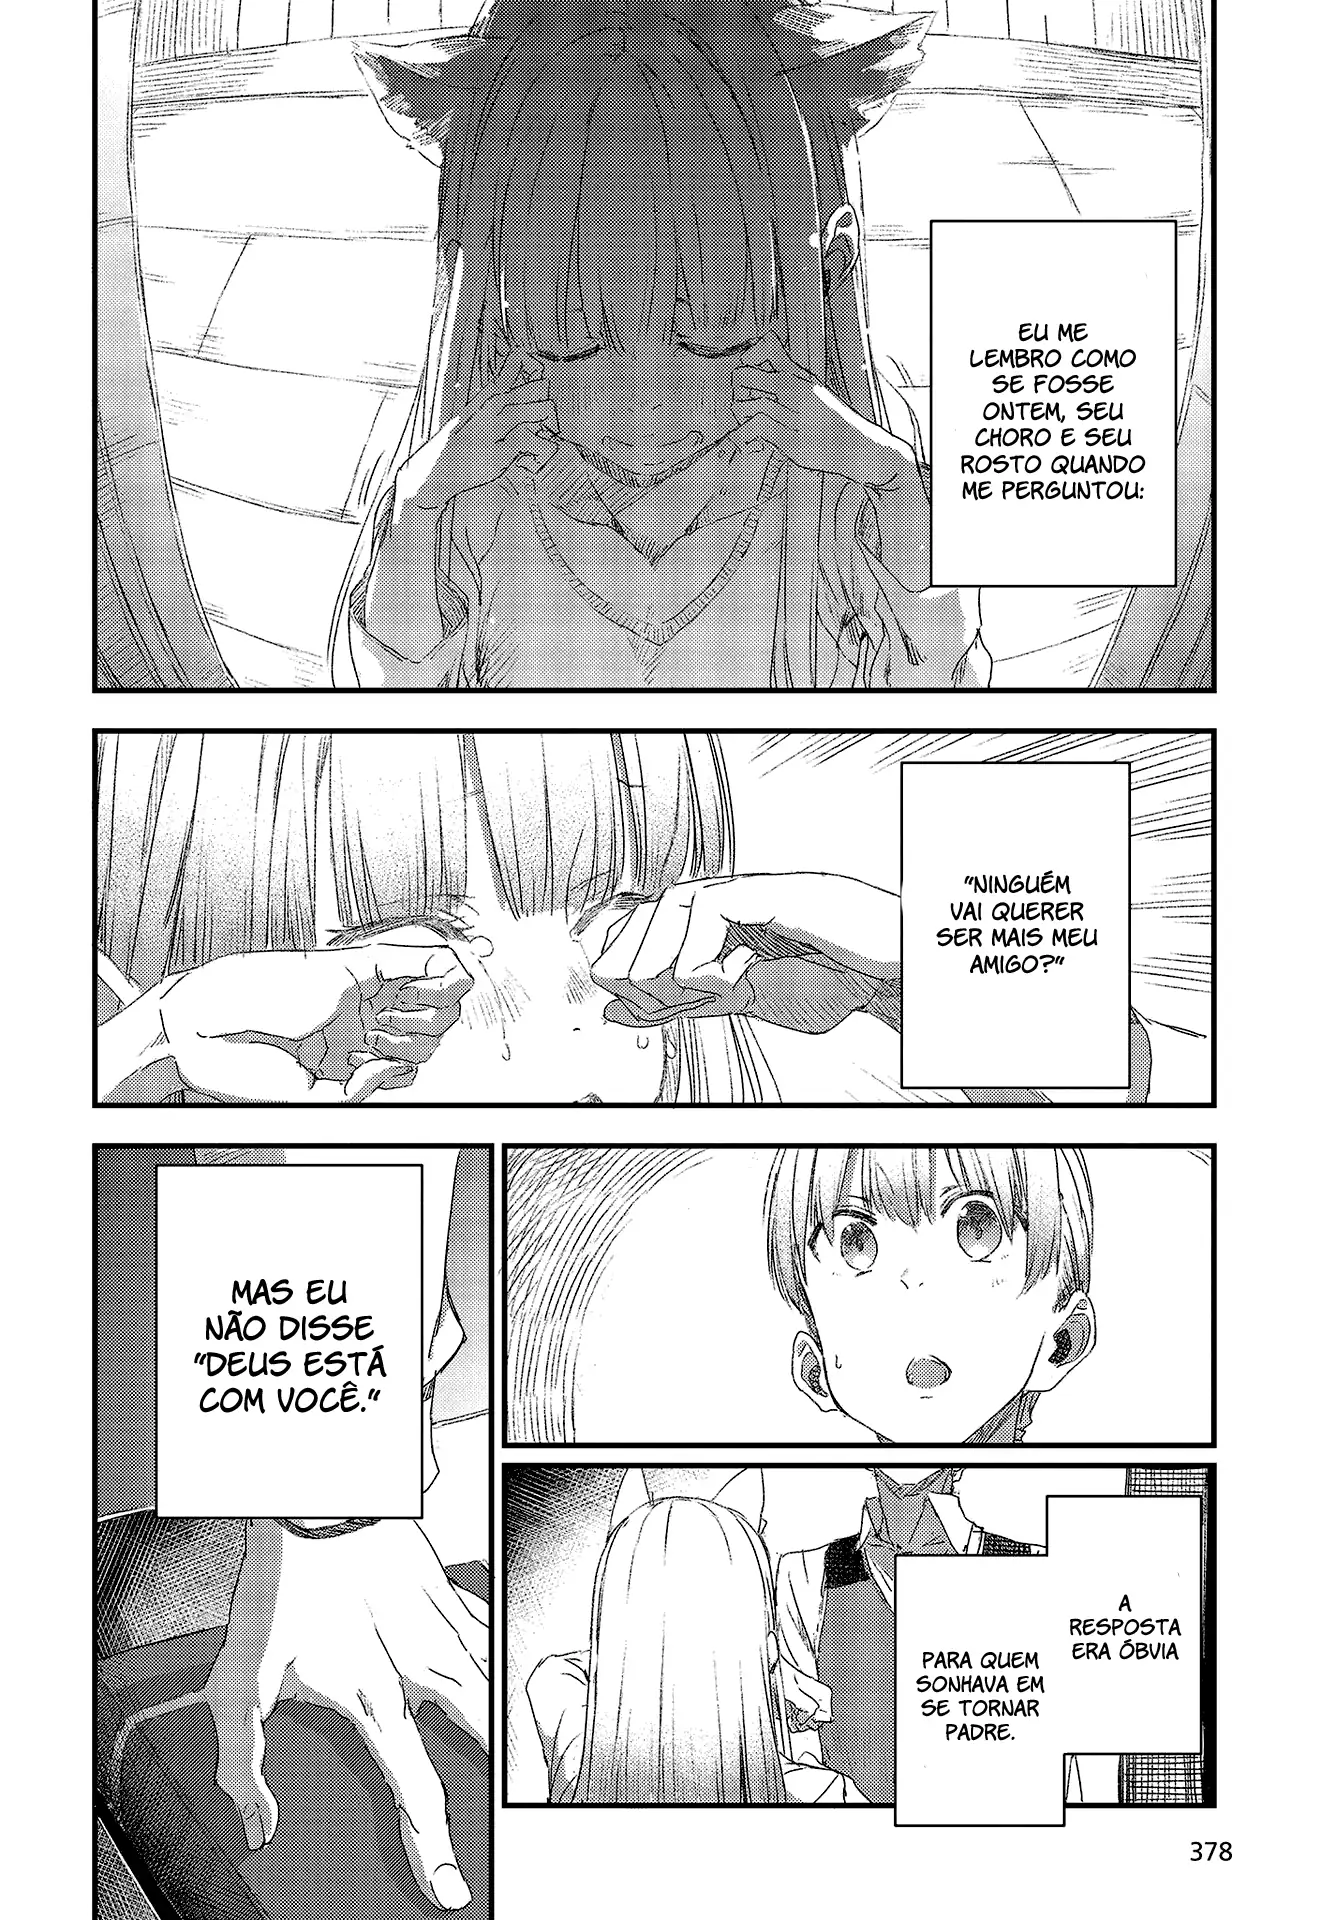 EU ME
LEMBRO COMO
SE FOSSE
ONTEM, SEU
CHORO E SEU
ROSTO QUANDO
ME PERGUNTOU:
"NINGUÉM
VAI QUERER
SER MAIS MEU
AMIGO?"
A
RESPOSTA
ERA ÓBVIA
PARA QUEM
SONHAVA EM
SE TORNAR
PADRE.
MAS EU
NÃO DISSE
"DEUS ESTÁ
COM VOCÊ."
378